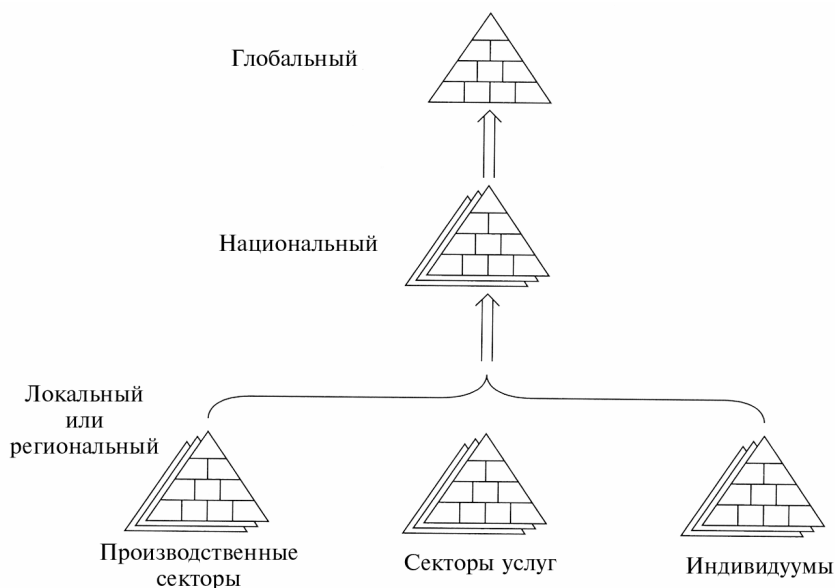 Глобальный
Национальный
Локальный
или
региональный
Производственные
секторы
Секторы услуг
Индивидуумы